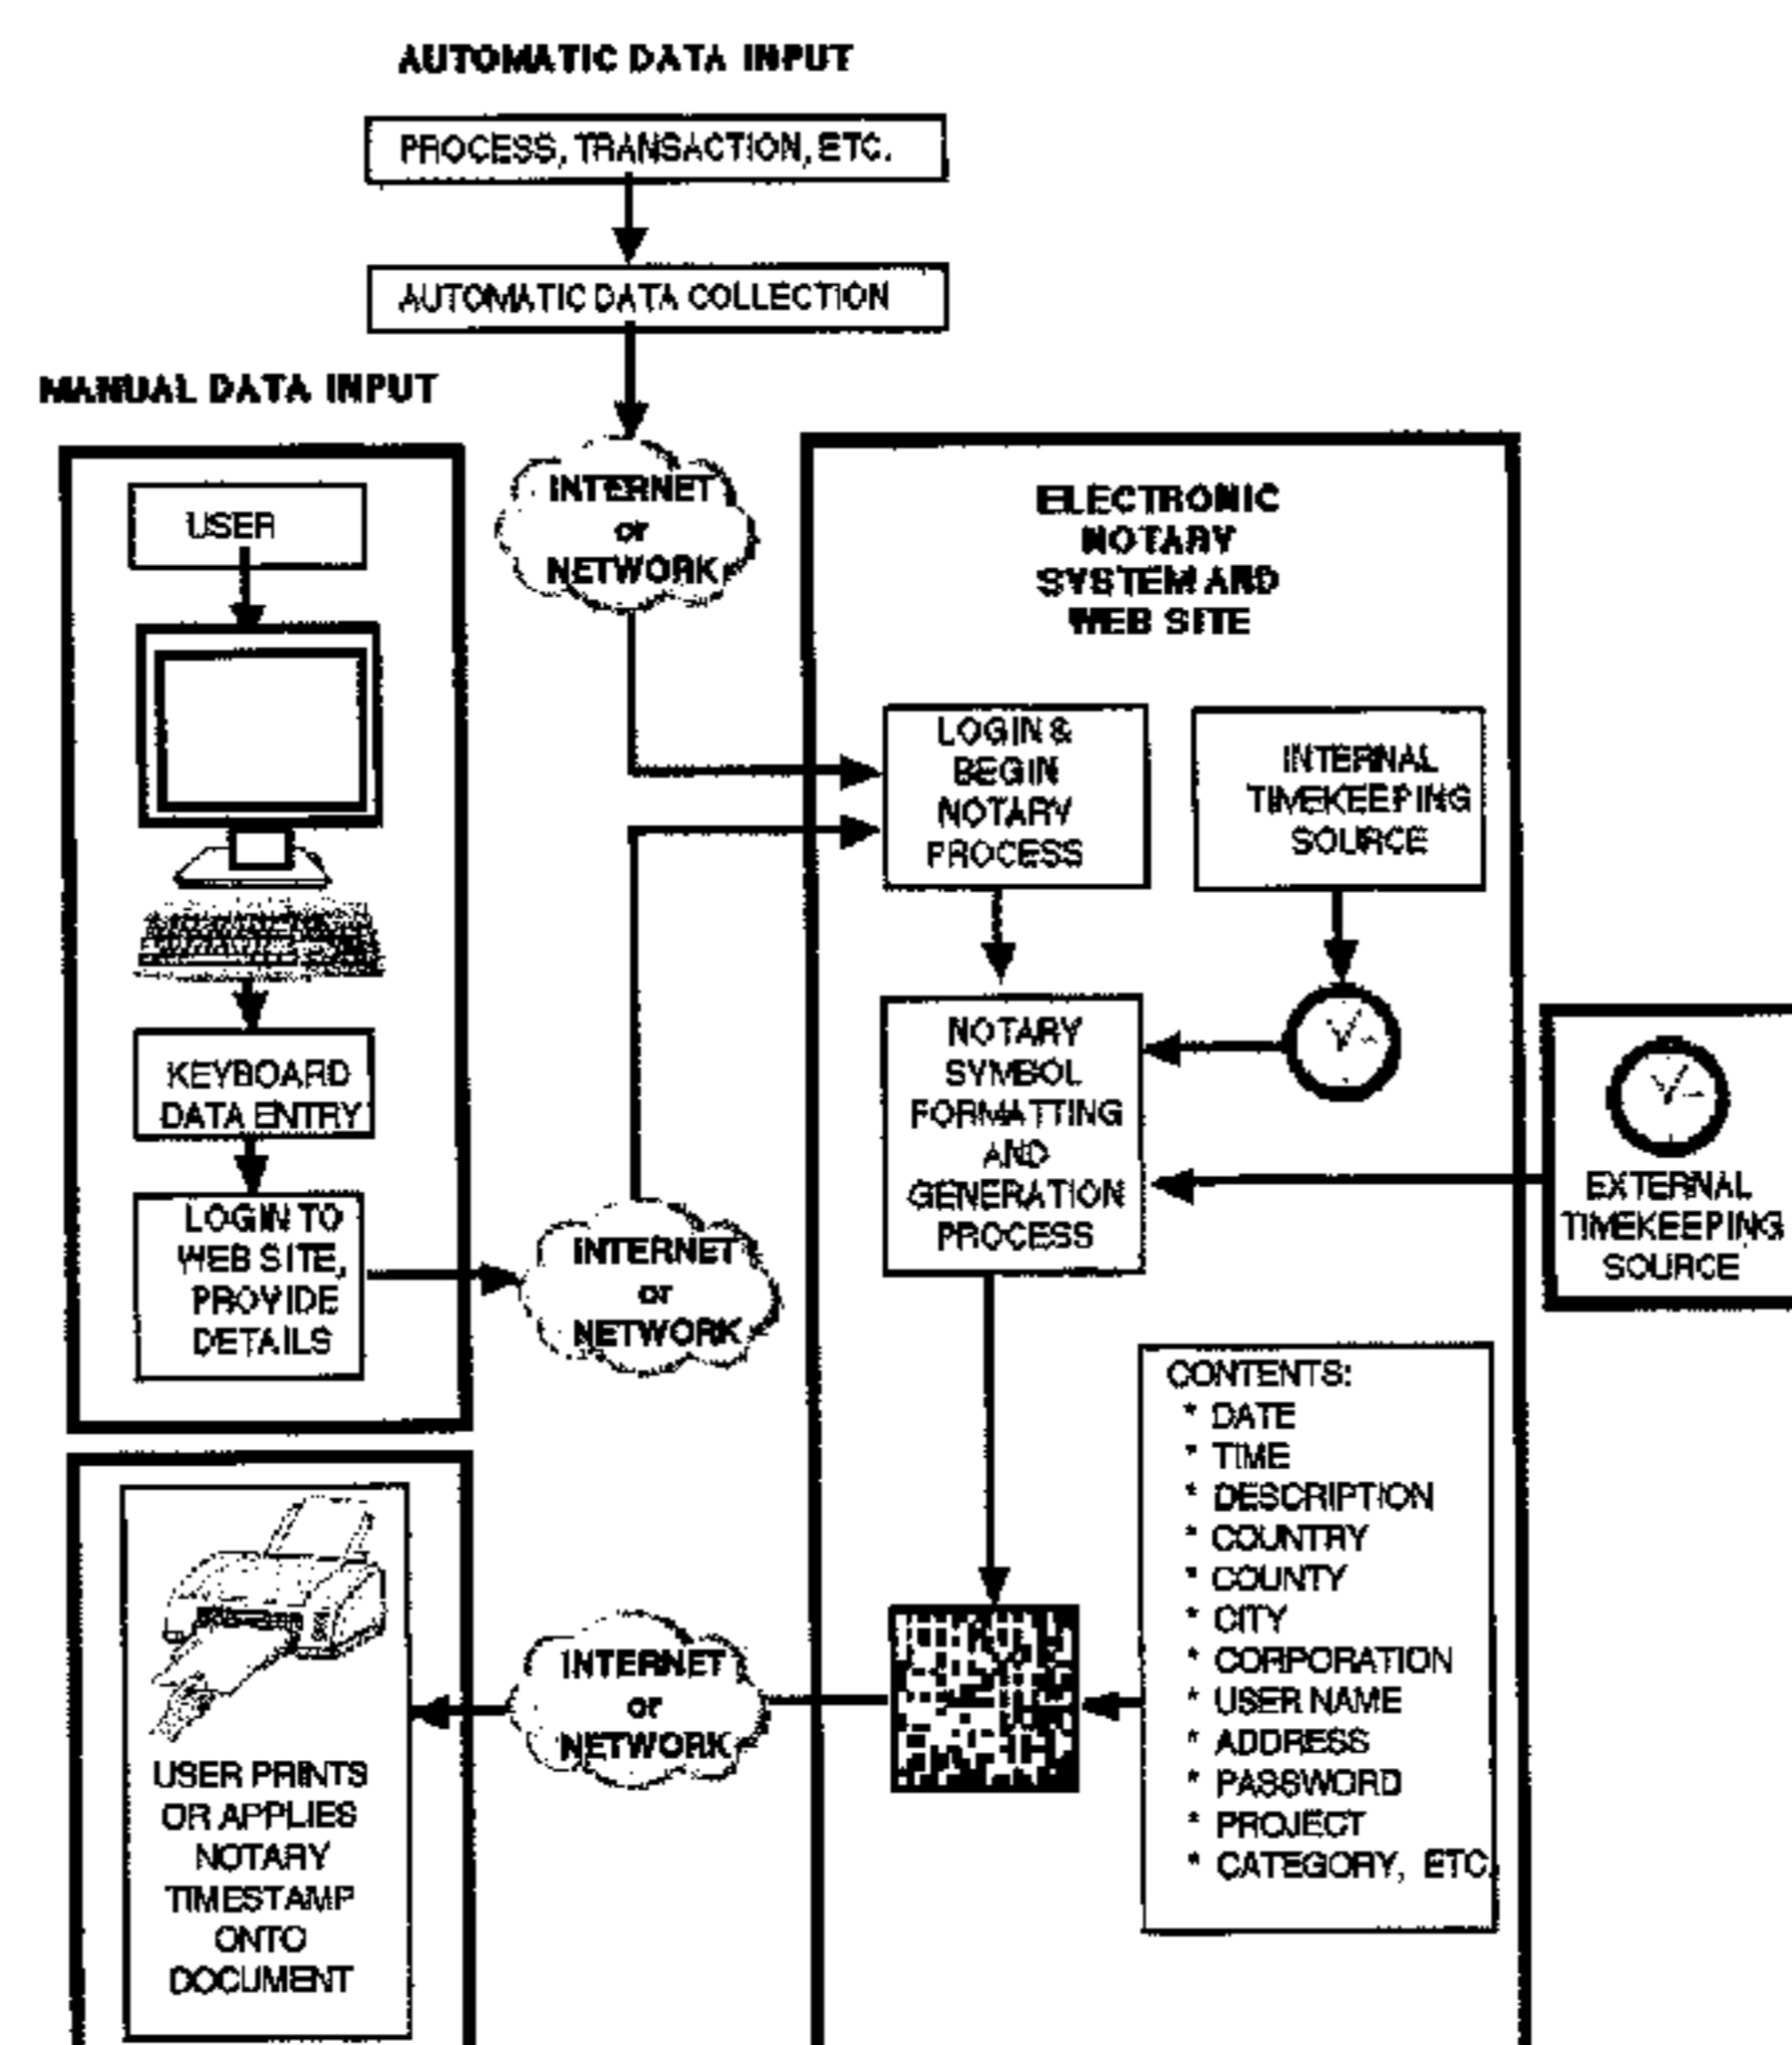 AUTOMATIC DATA INPUT
PROCESS, TRANSACTION, ETC.
AUTOMATIC DATA COLLECTION
MANUAL DATA INPUT
USER
KEYBOARD
DATA ENTRY
LOGIN TO
WEB SITE,
PROVIDE
DETAILS
INTERNET
or
NETWORK
INTERNET
or
NETWORK
ELECTRONIC
NOTARY
SYSTEM AND
WEB SITE
LOGIN &
BEGIN
NOTARY
PROCESS
INTERNAL
TIMEKEEPING
SOURCE
NOTARY
SYMBOL
FORMATTING
AND
GENERATION
PROCESS
EXTERNAL
TIMEKEEPING
SOURCE
CONTENTS:
* DATE
* TIME
* DESCRIPTION
* COUNTRY
* COUNTY
* CITY
* CORPORATION
* USER NAME
* ADDRESS
* PASSWORD
* PROJECT
* CATEGORY, ETC.
INTERNET
or
NETWORK
USER PRINTS
OR APPLIES
NOTARY
TIMESTAMP
ONTO
DOCUMENT